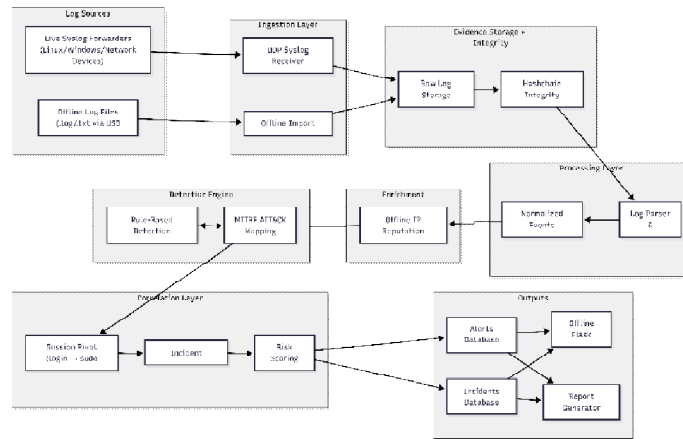 Log Sources
Live Syslog Forwarders
(Linux/Windows/Network
Devices)
Offline Log Files
(.log/.txt via USB
Ingestion Layer
UDP Syslog
Receiver
Offline Import
Evidence Storage +
Integrity
Raw Log
Storage
Hashchain
Integrity
Processing Layer
Log Parser
&
Normalized
Events
Enrichment
Offline IP
Reputation
Detection Engine
Rule-Based
Detection
MITRE ATT&CK
Mapping
Correlation Layer
Session Pivot
(login → sudo
Incident
Risk
Scoring
Outputs
Alerts
Database
Offline
Flask
Incidents
Database
Report
Generator